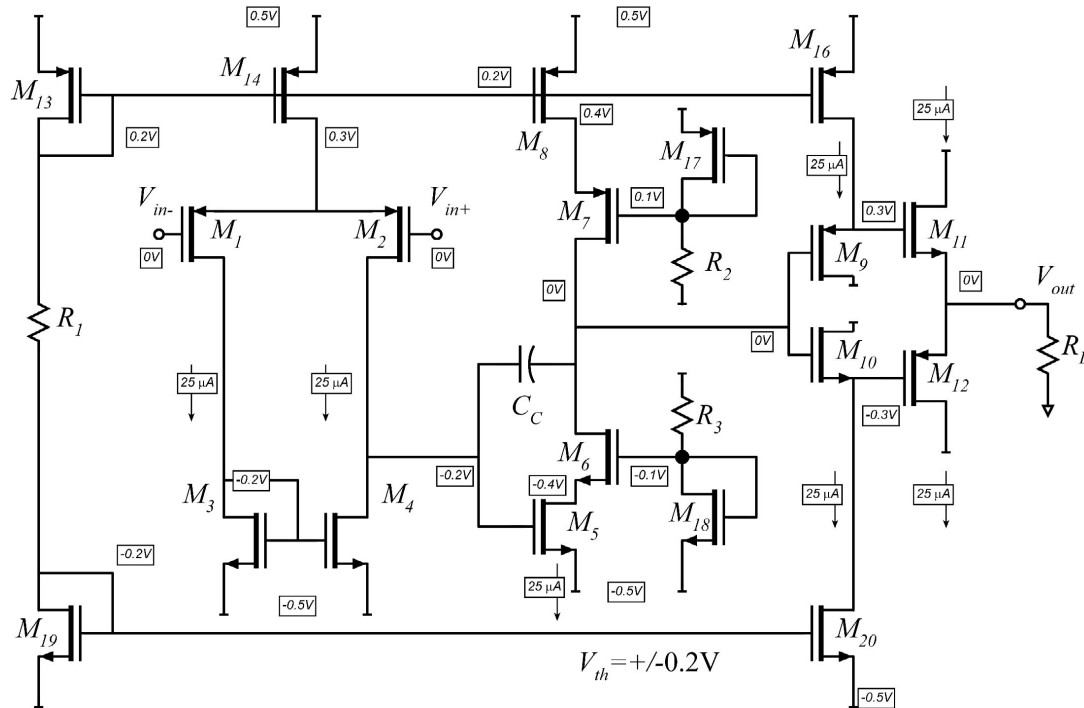 0.5V
0.5V
M16
M13
M14
0.2V
0.4V
25 μA
0.2V
0.3V
M8
M17
25 μA
Vin-
Vin+
M1
M2
M7
0.1V
0.3V
M11
0V
0V
R2
M9
0V
Vout
0V
0V
R1
M10
M12
25 μA
25 μA
CC
R3
-0.3V
M6
-0.2V
-0.2V
-0.1V
M3
M4
-0.4V
25 μA
25 μA
M5
M18
-0.2V
25 μA
-0.5V
-0.5V
M19
M20
Vth=+/-0.2V
-0.5V